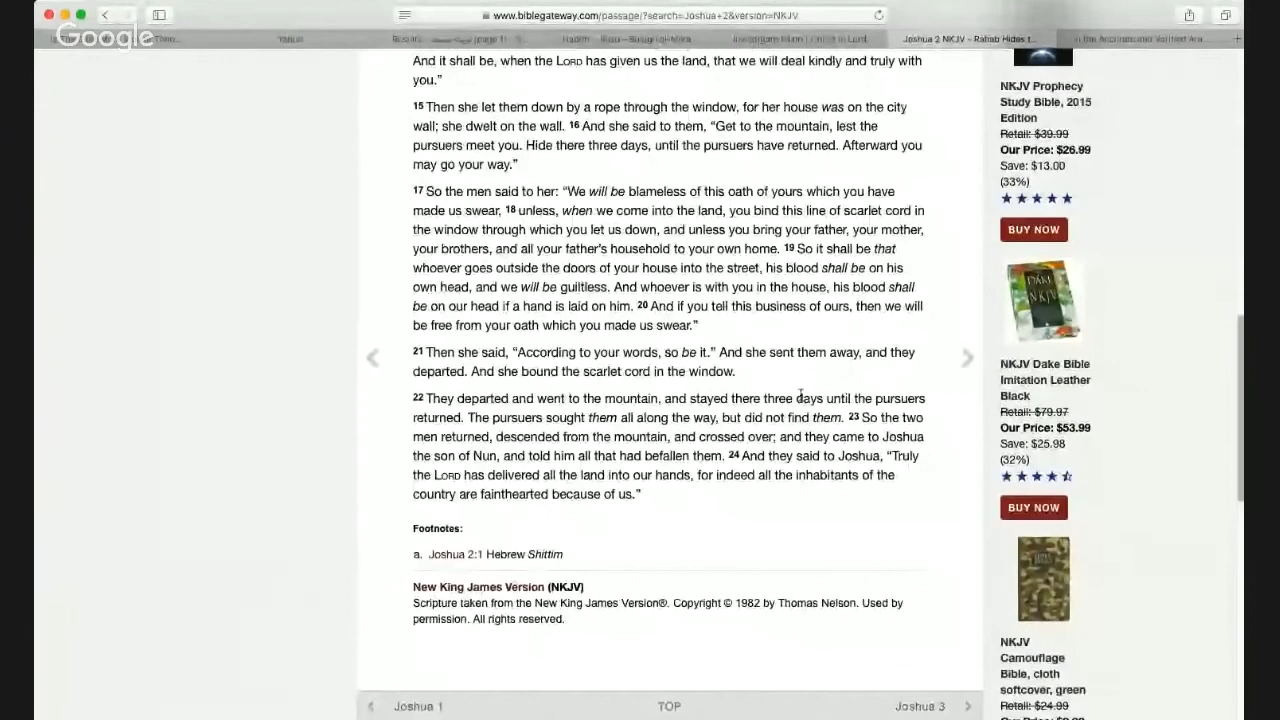 www.biblegateway.com/passage/?search=Joshua+2&version=NKJV
Google
Joshua 2 NKJV - Rahab Hides t...
And it shall be, when the LORD has given us the land, that we will deal kindly and truly with
you.”
15 Then she let them down by a rope through the window, for her house was on the city
wall; she dwelt on the wall. 16 And she said to them, “Get to the mountain, lest the
pursuers meet you. Hide there three days, until the pursuers have returned. Afterward you
may go your way.”
17 So the men said to her: “We will be blameless of this oath of yours which you have
made us swear, 18 unless, when we come into the land, you bind this line of scarlet cord in
the window through which you let us down, and unless you bring your father, your mother,
your brothers, and all your father’s household to your own home. 19 So it shall be that
whoever goes outside the doors of your house into the street, his blood shall be on his
own head, and we will be guiltless. And whoever is with you in the house, his blood shall
be on our head if a hand is laid on him. 20 And if you tell this business of ours, then we will
be free from your oath which you made us swear.”
21 Then she said, “According to your words, so be it.” And she sent them away, and they
departed. And she bound the scarlet cord in the window.
22 They departed and went to the mountain, and stayed there three days until the pursuers
returned. The pursuers sought them all along the way, but did not find them. 23 So the two
men returned, descended from the mountain, and crossed over; and they came to Joshua
the son of Nun, and told him all that had befallen them. 24 And they said to Joshua, “Truly
the LORD has delivered all the land into our hands, for indeed all the inhabitants of the
country are fainthearted because of us.”
Footnotes:
a. Joshua 2:1 Hebrew Shittim
New King James Version (NKJV)
Scripture taken from the New King James Version®. Copyright © 1982 by Thomas Nelson. Used by
permission. All rights reserved.
Joshua 1
TOP
Joshua 3
NKJV Prophecy
Study Bible, 2015
Edition
Retail: $39.99
Our Price: $26.99
Save: $13.00
(33%)
BUY NOW
DAKE
NKJV
NKJV Dake Bible
Imitation Leather
Black
Retail: $79.97
Our Price: $53.99
Save: $25.98
(32%)
BUY NOW
NKJV
Camouflage
Bible, cloth
softcover, green
Retail: $24.99